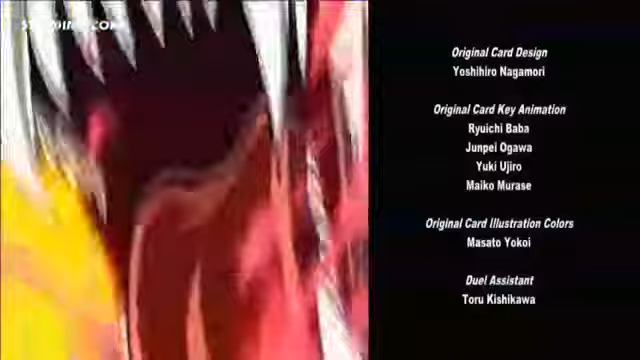 Original Card Design
Yoshihiro Nagamori
Original Card Key Animation
Ryuichi Baba
Junpei Ogawa
Yuki Ujiro
Maiko Murase
Original Card Illustration Colors
Masato Yokoi
Duel Assistant
Toru Kishikawa